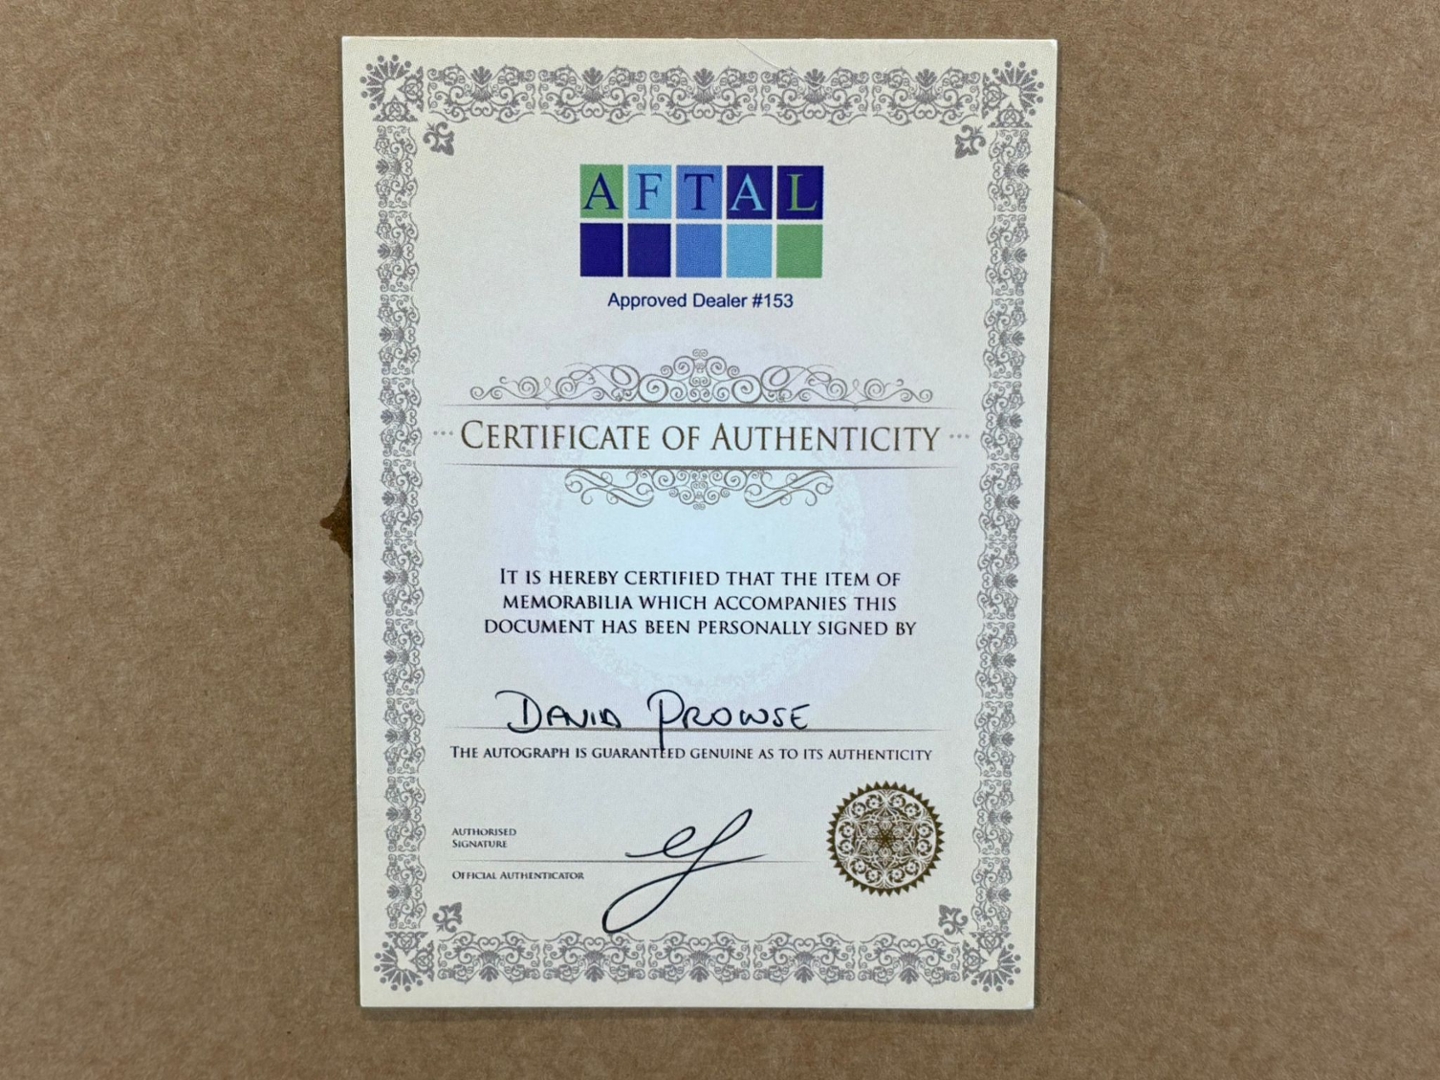 AFTAL
Approved Dealer #153
CERTIFICATE OF AUTHENTICITY
IT IS HEREBY CERTIFIED THAT THE ITEM OF
MEMORABILIA WHICH ACCOMPANIES THIS
DOCUMENT HAS BEEN PERSONALLY SIGNED BY
DAVID PROWSE
THE AUTOGRAPH IS GUARANTEED GENUINE AS TO ITS AUTHENTICITY
AUTHORISED
SIGNATURE
OFFICIAL AUTHENTICATOR